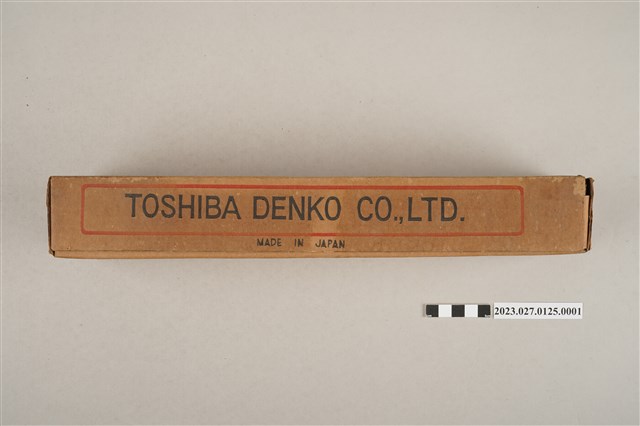 TOSHIBA DENKO CO.,LTD.
MADE IN JAPAN
2023.027.0125.0001